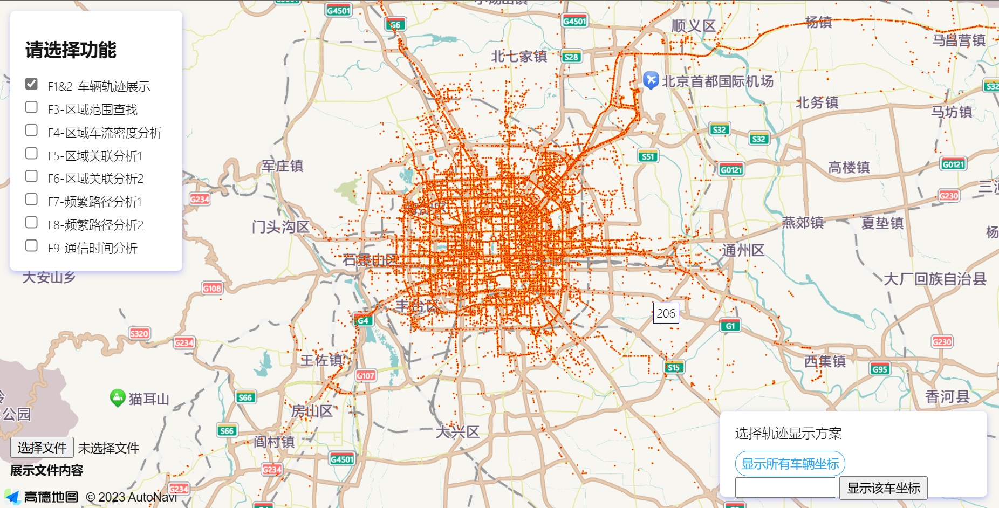 请选择功能
F1&2-车辆轨迹展示
F3-区域范围查找
F4-区域车流密度分析
F5-区域关联分析1
F6-区域关联分析2
F7-频繁路径分析1
F8-频繁路径分析2
F9-通信时间分析
G4501
G6
G4501
顺义区
杨镇
马昌营镇
北七家镇
S28
北京首都国际机场
S32
北务镇
马坊镇
S32
S32
S51
G0121
高楼镇
G0121
军庄镇
G234
G230
门头沟区
燕郊镇
夏垫镇
石景山区
通州区
大安山乡
G108
大厂回族自治县
丰台区
206
G4
G1
S320
G234
G230
王佐镇
G107
S15
西集镇
G95
猫耳山
S66
房山区
香河县
公园
S66
大兴区
阎村镇
G4501
G234
G234
选择文件 未选择文件
展示文件内容
高德地图 © 2023 AutoNavi
选择轨迹显示方案
显示所有车辆坐标
显示该车坐标